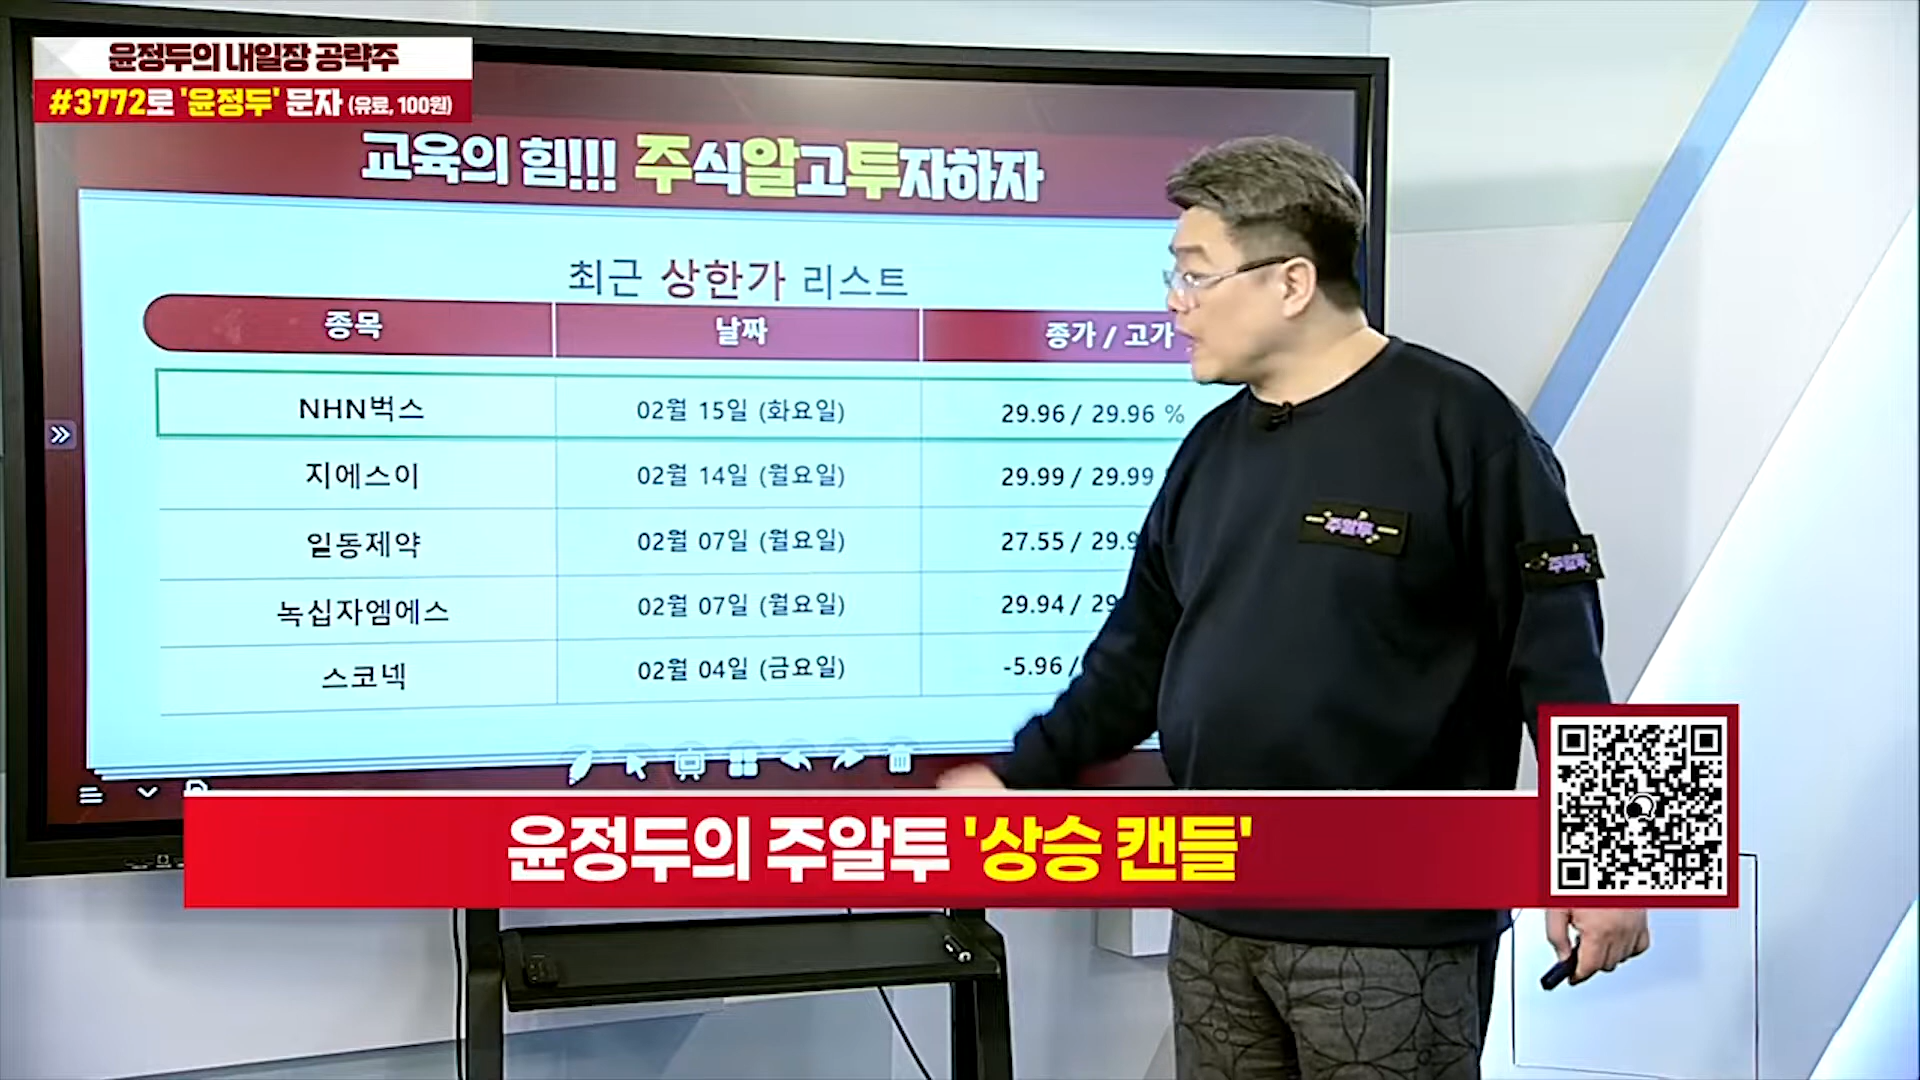 윤정두의 내일장 공략주
#3772로 '윤정두' 문자 (유료, 100원)
교육의 힘!!! 주식알고투자하자
최근 상한가 리스트
종목 날짜 종가 / 고가
NHN벅스 02월 15일 (화요일) 29.96 / 29.96 %
지에스이 02월 14일 (월요일) 29.99 / 29.99
일동제약 02월 07일 (월요일) 27.55 / 29.9
녹십자엠에스 02월 07일 (월요일) 29.94 / 29
스코넥 02월 04일 (금요일) -5.96 /
주알투
윤정두의 주알투 '상승 캔들'